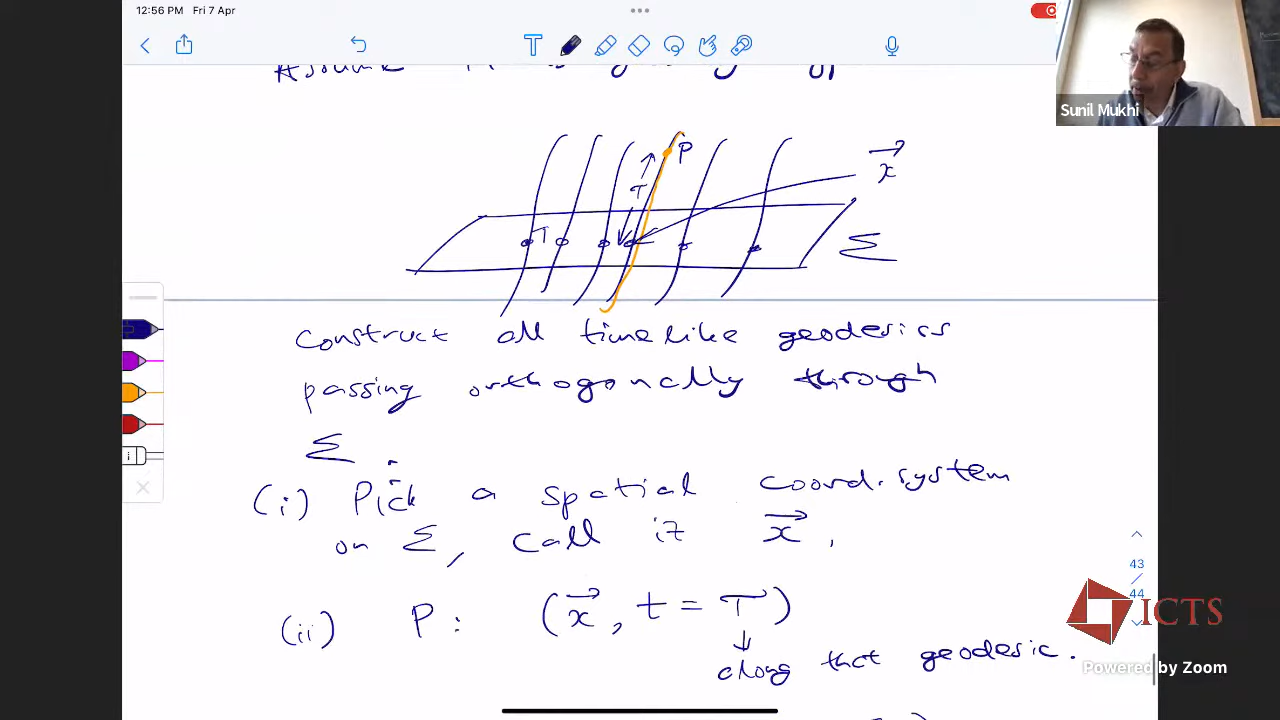 12:56 PM Fri 7 Apr
Sunil Mukhi
Assume
P
τ
x⃗
Σ
construct all timelike geodesics
passing orthogonally through
Σ.
(i) Pick a spatial coord. system
on Σ, call it x⃗,
(ii) P: (x⃗, t = τ)
↓
along that geodesic.
43
/
44
ICTS
Powered by Zoom